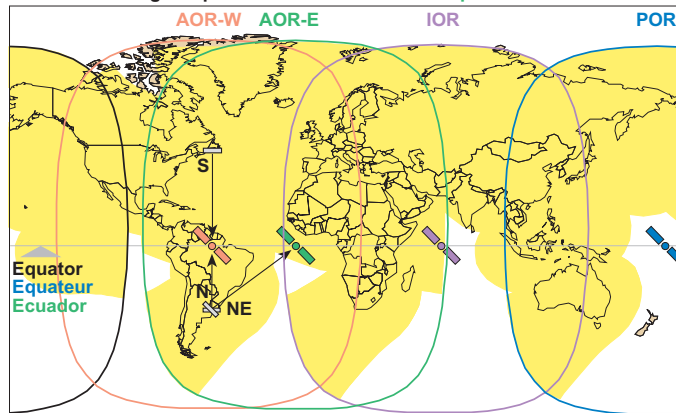 AOR-W AOR-E IOR POR
S
Equator
Equateur
Ecuador
N
NE